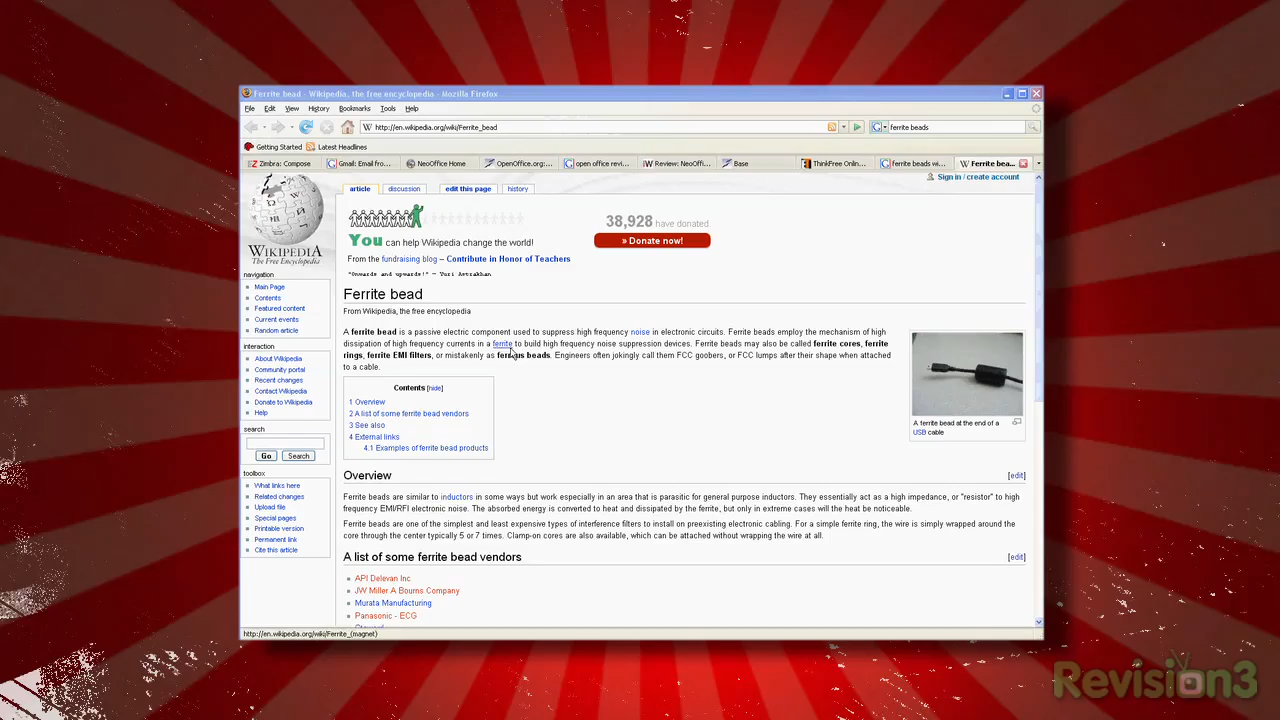 Ferrite bead - Wikipedia, the free encyclopedia - Mozilla Firefox
File Edit View History Bookmarks Tools Help
http://en.wikipedia.org/wiki/Ferrite_bead
ferrite beads
Getting Started Latest Headlines
Zimbra: Compose Gmail: Email fro... NeoOffice Home OpenOffice.org:... open office revi... Review: NeoOffi... Base ThinkFree Onlin... ferrite beads wi... Ferrite bea...
Sign in / create account
article discussion edit this page history
WIKIPEDIA
The Free Encyclopedia
38,928 have donated.
You can help Wikipedia change the world!
» Donate now!
From the fundraising blog – Contribute in Honor of Teachers
"Onwards and upwards!" — Yuri Astrakhan
navigation
Main Page
Contents
Featured content
Current events
Random article
interaction
About Wikipedia
Community portal
Recent changes
Contact Wikipedia
Donate to Wikipedia
Help
search
Go Search
toolbox
What links here
Related changes
Upload file
Special pages
Printable version
Permanent link
Cite this article
Ferrite bead
From Wikipedia, the free encyclopedia
A ferrite bead is a passive electric component used to suppress high frequency noise in electronic circuits. Ferrite beads employ the mechanism of high
dissipation of high frequency currents in a ferrite to build high frequency noise suppression devices. Ferrite beads may also be called ferrite cores, ferrite
rings, ferrite EMI filters, or mistakenly as ferrous beads. Engineers often jokingly call them FCC goobers, or FCC lumps after their shape when attached
to a cable.
A ferrite bead at the end of a
USB cable
Contents [hide]
1 Overview
2 A list of some ferrite bead vendors
3 See also
4 External links
4.1 Examples of ferrite bead products
Overview
[edit]
Ferrite beads are similar to inductors in some ways but work especially in an area that is parasitic for general purpose inductors. They essentially act as a high impedance, or "resistor" to high
frequency EMI/RFI electronic noise. The absorbed energy is converted to heat and dissipated by the ferrite, but only in extreme cases will the heat be noticeable.
Ferrite beads are one of the simplest and least expensive types of interference filters to install on preexisting electronic cabling. For a simple ferrite ring, the wire is simply wrapped around the
core through the center typically 5 or 7 times. Clamp-on cores are also available, which can be attached without wrapping the wire at all.
A list of some ferrite bead vendors
[edit]
API Delevan Inc
JW Miller A Bourns Company
Murata Manufacturing
Panasonic - ECG
http://en.wikipedia.org/wiki/Ferrite_(magnet)
Revision3